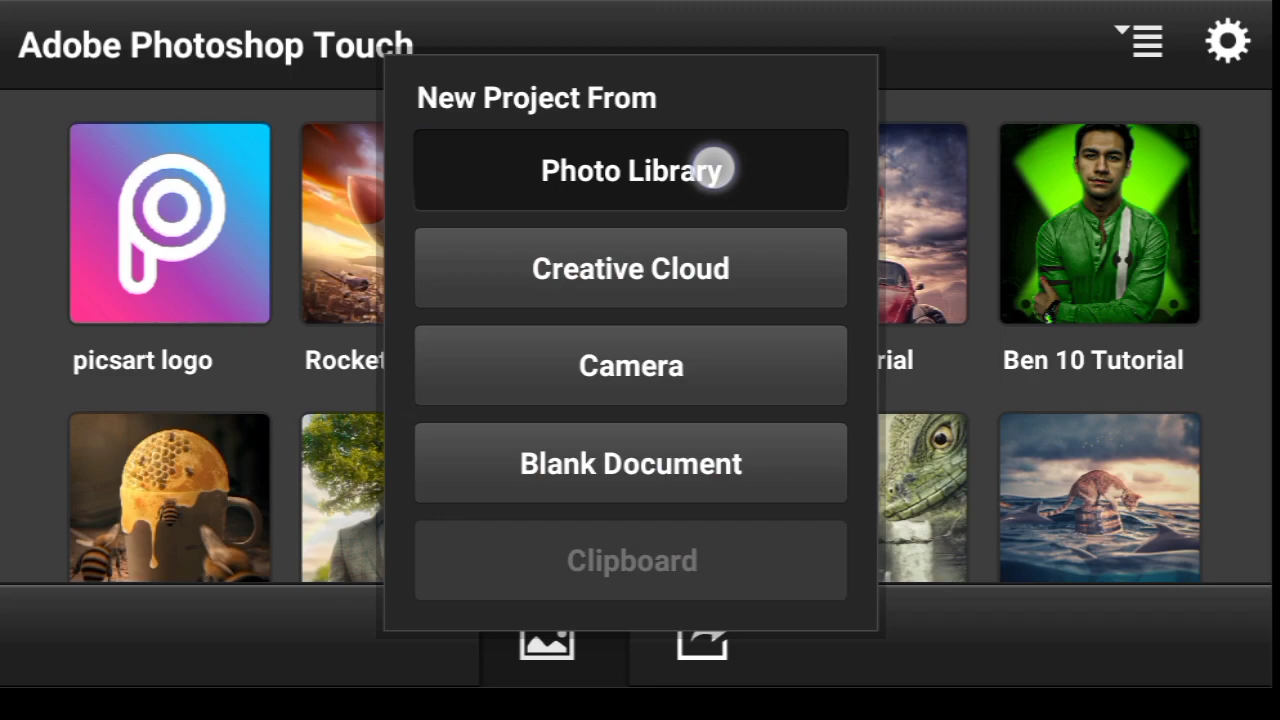 Adobe Photoshop Touch
New Project From
Photo Library
Creative Cloud
Camera
Blank Document
Clipboard
picsart logo
Rocket
rial
Ben 10 Tutorial